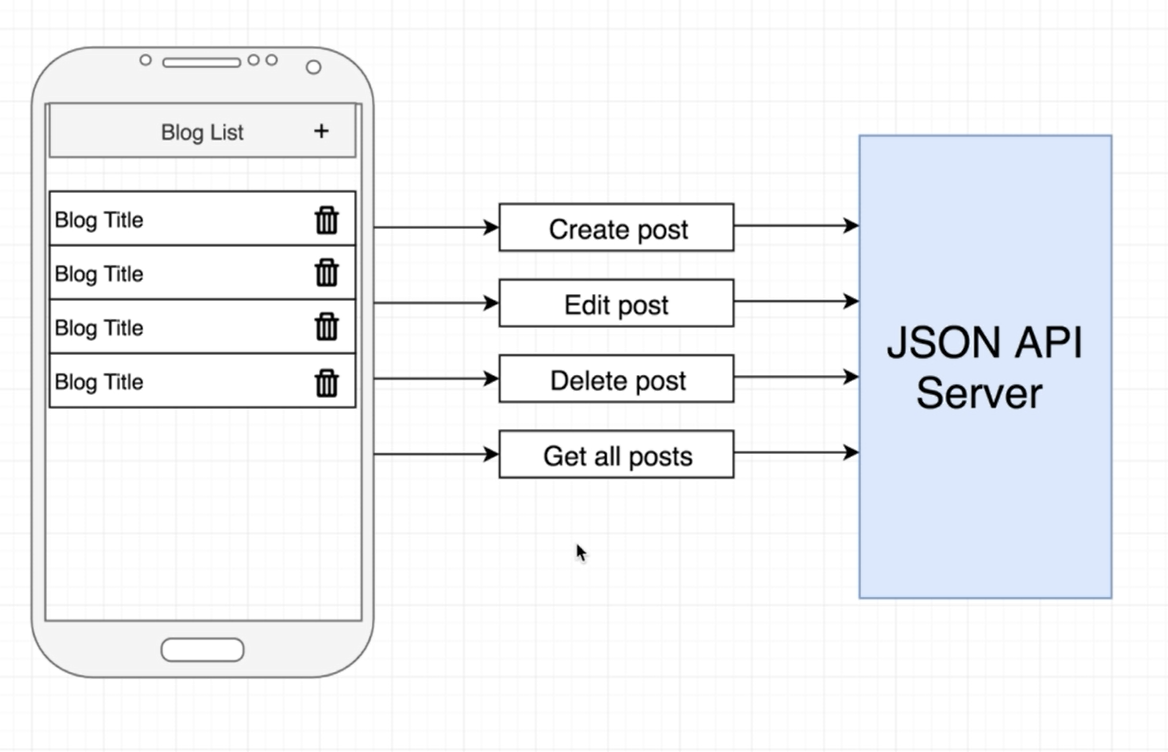 Blog List +
Blog Title
Blog Title
Blog Title
Blog Title
Create post
Edit post
Delete post
Get all posts
JSON API
Server